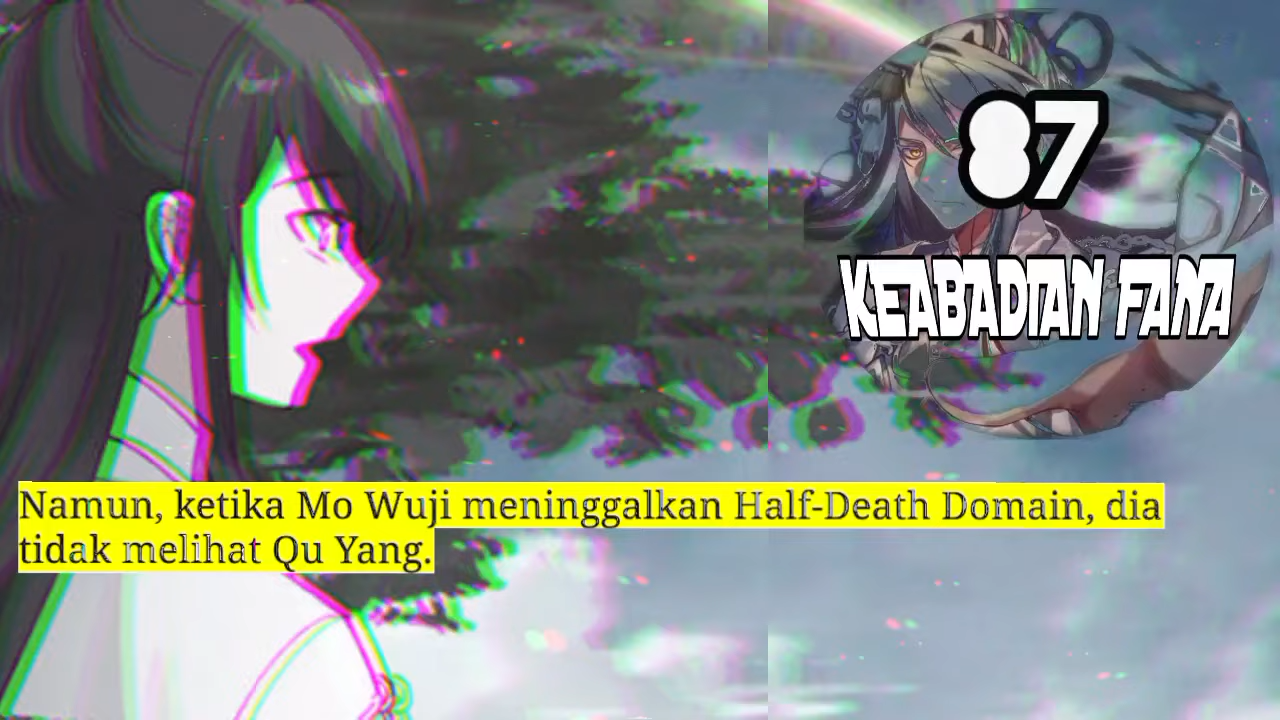 87
KEABADIAN FANA
Namun, ketika Mo Wuji meninggalkan Half-Death Domain, dia
tidak melihat Qu Yang.